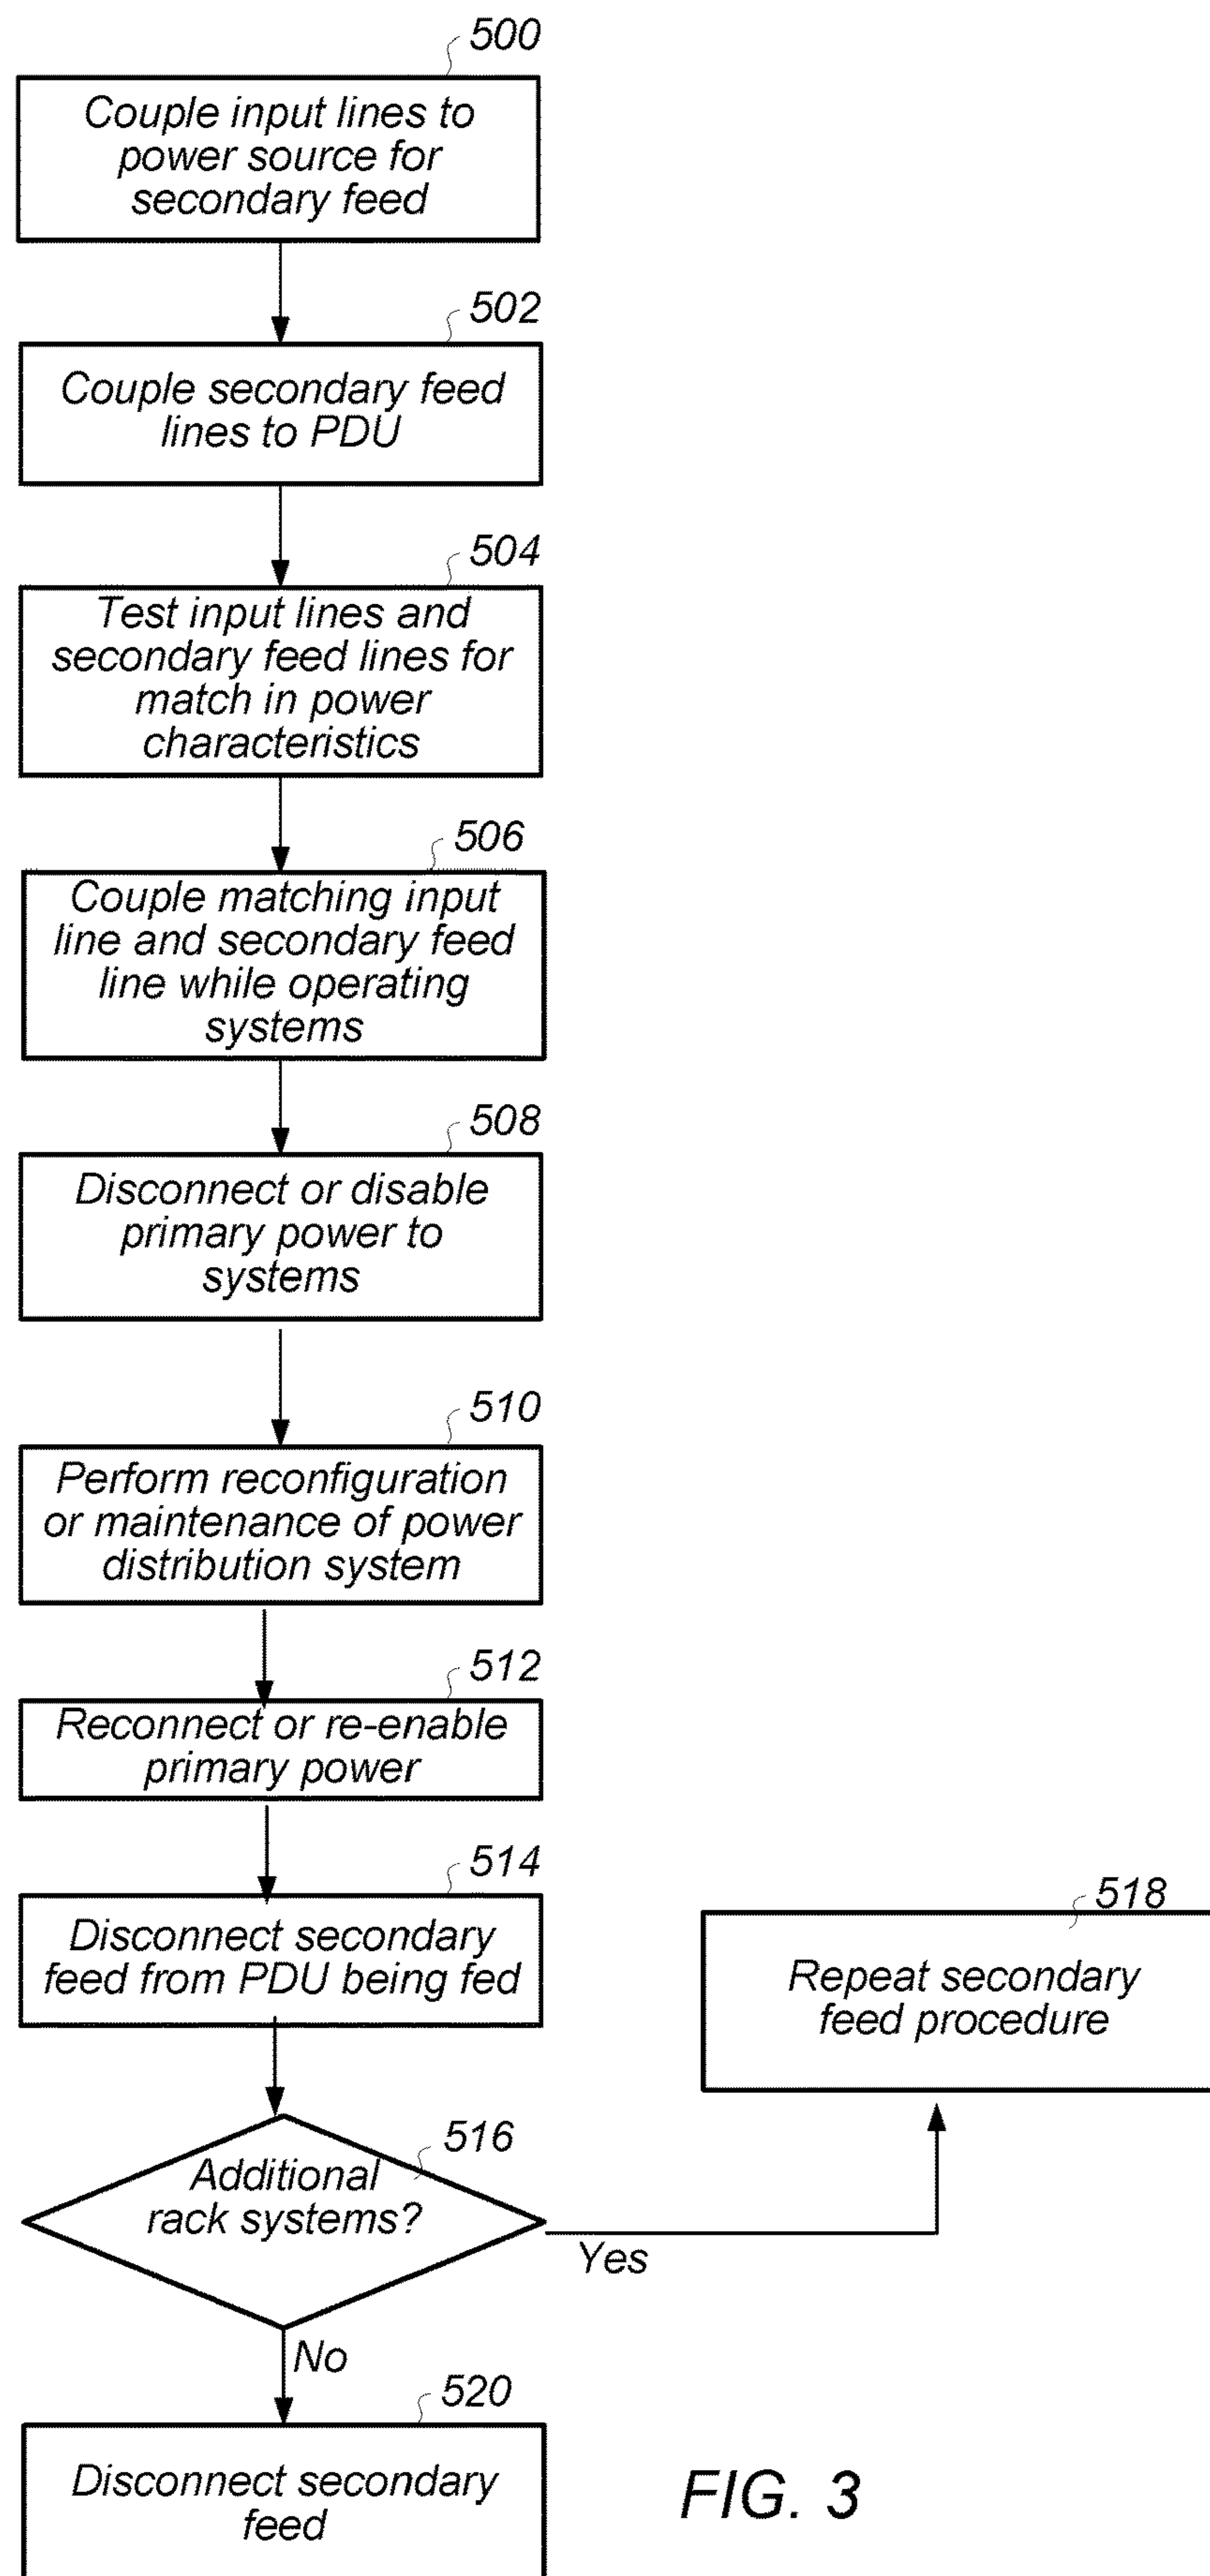 500
Couple input lines to
power source for
secondary feed
502
Couple secondary feed
lines to PDU
504
Test input lines and
secondary feed lines for
match in power
characteristics
506
Couple matching input
line and secondary feed
line while operating
systems
508
Disconnect or disable
primary power to
systems
510
Perform reconfiguration
or maintenance of power
distribution system
512
Reconnect or re-enable
primary power
514
Disconnect secondary
feed from PDU being fed
518
Repeat secondary
feed procedure
516
Additional
rack systems?
Yes
No
520
Disconnect secondary
feed
FIG. 3